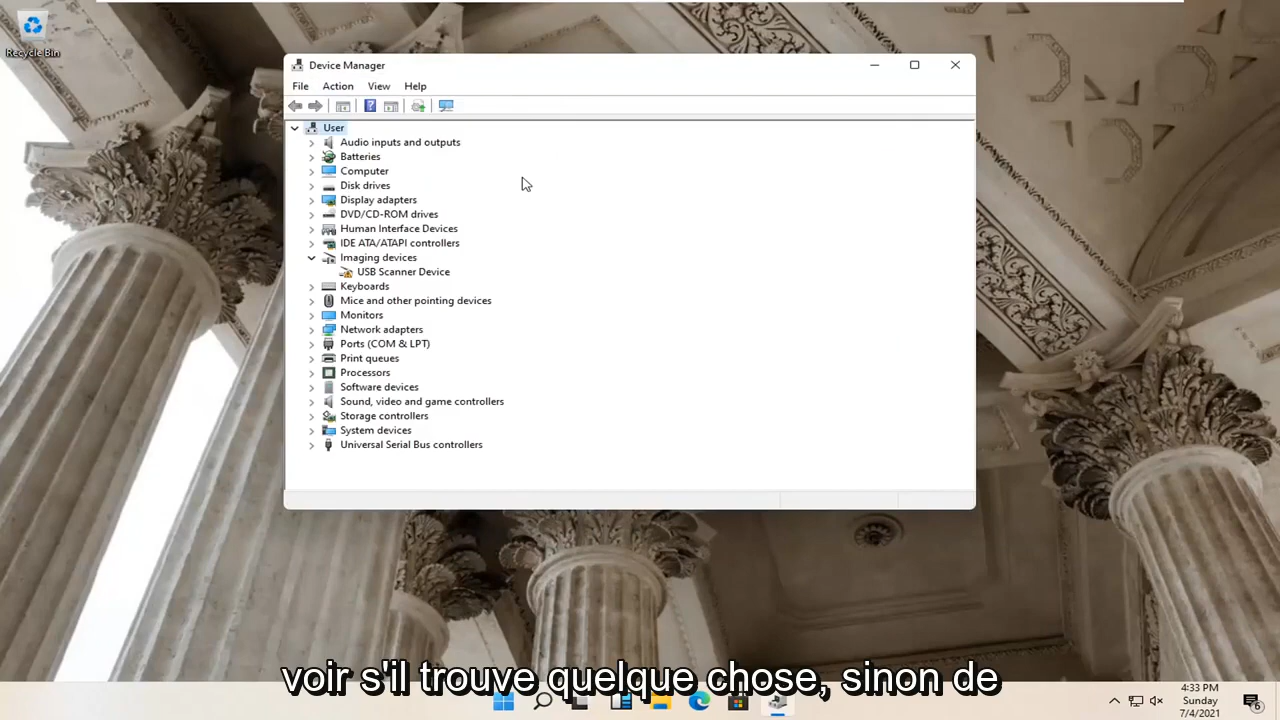 Recycle Bin
Device Manager
File Action View Help
User
Audio inputs and outputs
Batteries
Computer
Disk drives
Display adapters
DVD/CD-ROM drives
Human Interface Devices
IDE ATA/ATAPI controllers
Imaging devices
USB Scanner Device
Keyboards
Mice and other pointing devices
Monitors
Network adapters
Ports (COM & LPT)
Print queues
Processors
Software devices
Sound, video and game controllers
Storage controllers
System devices
Universal Serial Bus controllers
voir s'il trouve quelque chose, sinon de
4:33 PM
Sunday
7/4/2021
6